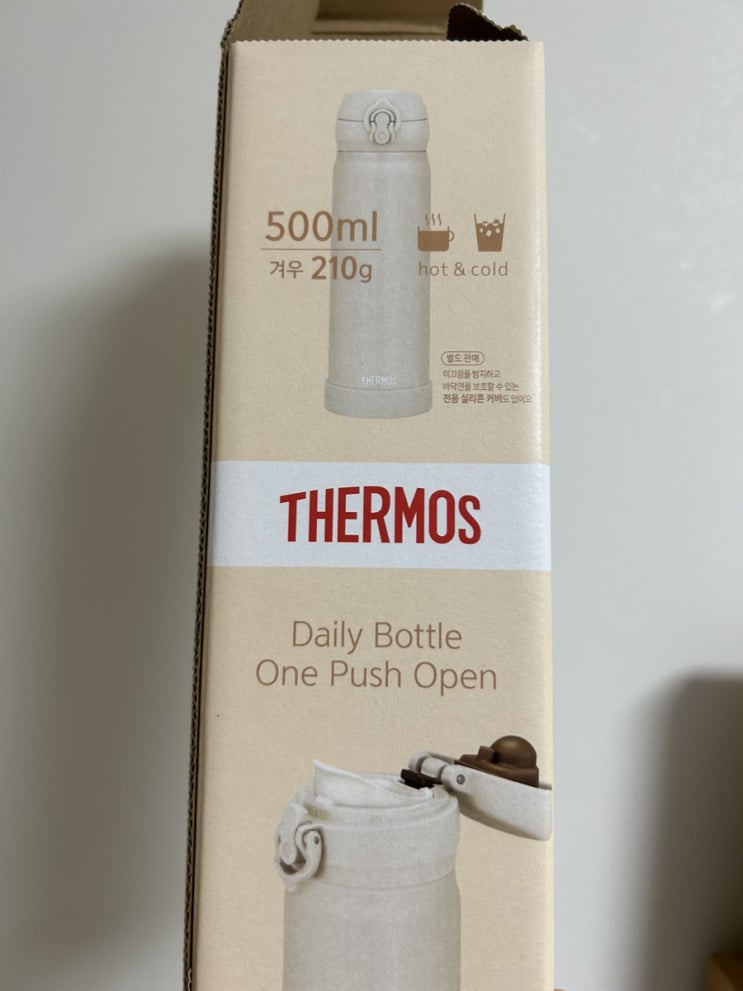 500ml
겨우 210g
hot & cold
별도 판매
미끄럼을 방지하고
바닥면을 보호할 수 있는
전용 실리콘 커버도 있어요
THERMOS
THERMOS
Daily Bottle
One Push Open